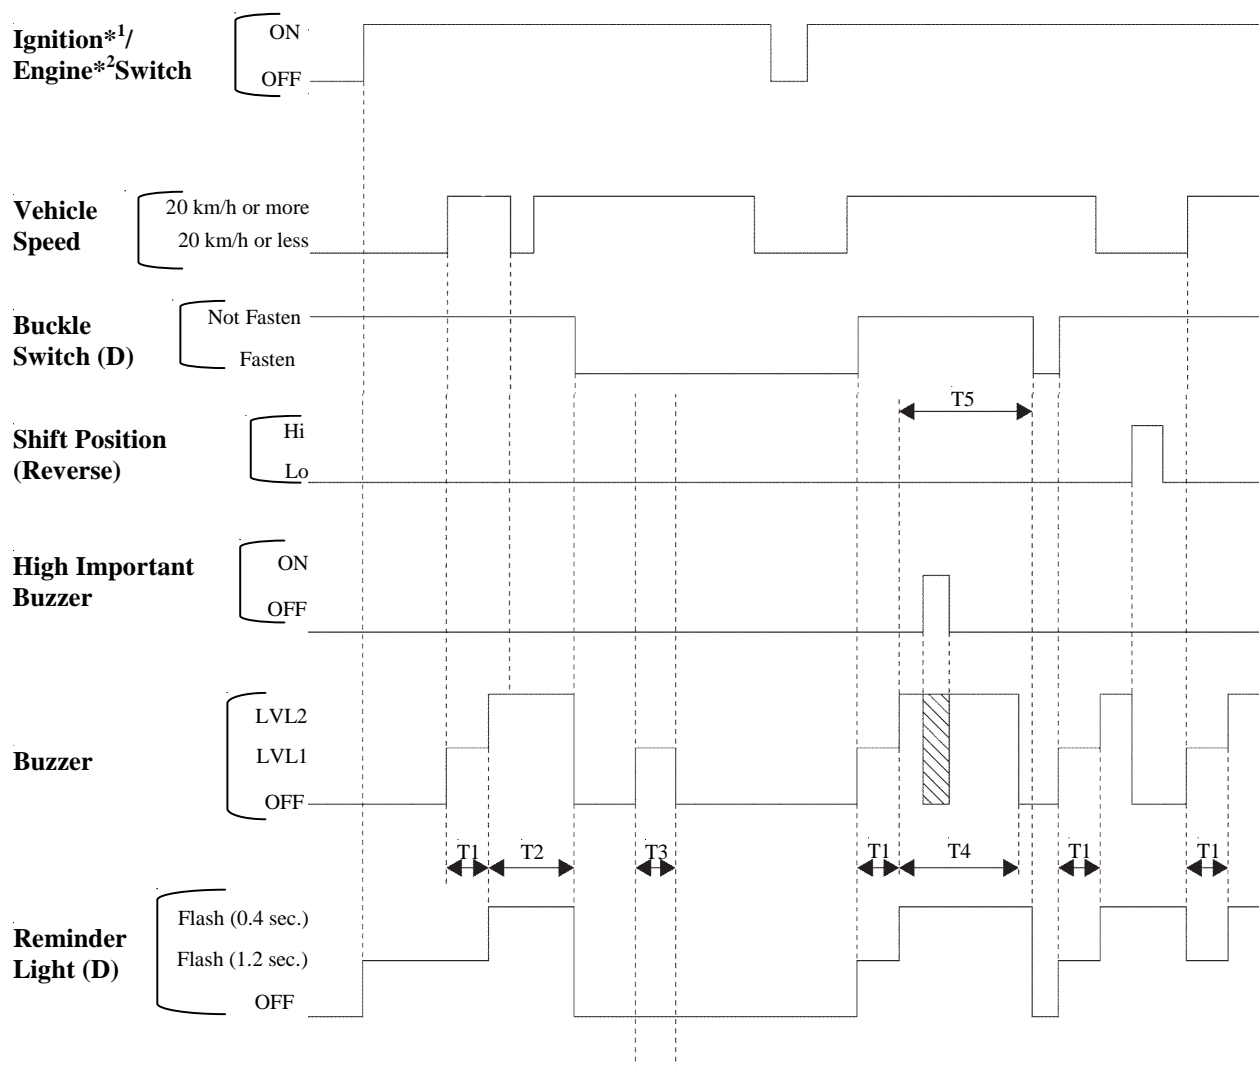 Ignition*1/
Engine*2Switch
ON
OFF
Vehicle
Speed
20 km/h or more
20 km/h or less
Buckle
Switch (D)
Not Fasten
Fasten
T5
Shift Position
(Reverse)
Hi
Lo
High Important
Buzzer
ON
OFF
Buzzer
LVL2
LVL1
OFF
T1 T2 T3 T1 T4 T1 T1
Reminder
Light (D)
Flash (0.4 sec.)
Flash (1.2 sec.)
OFF